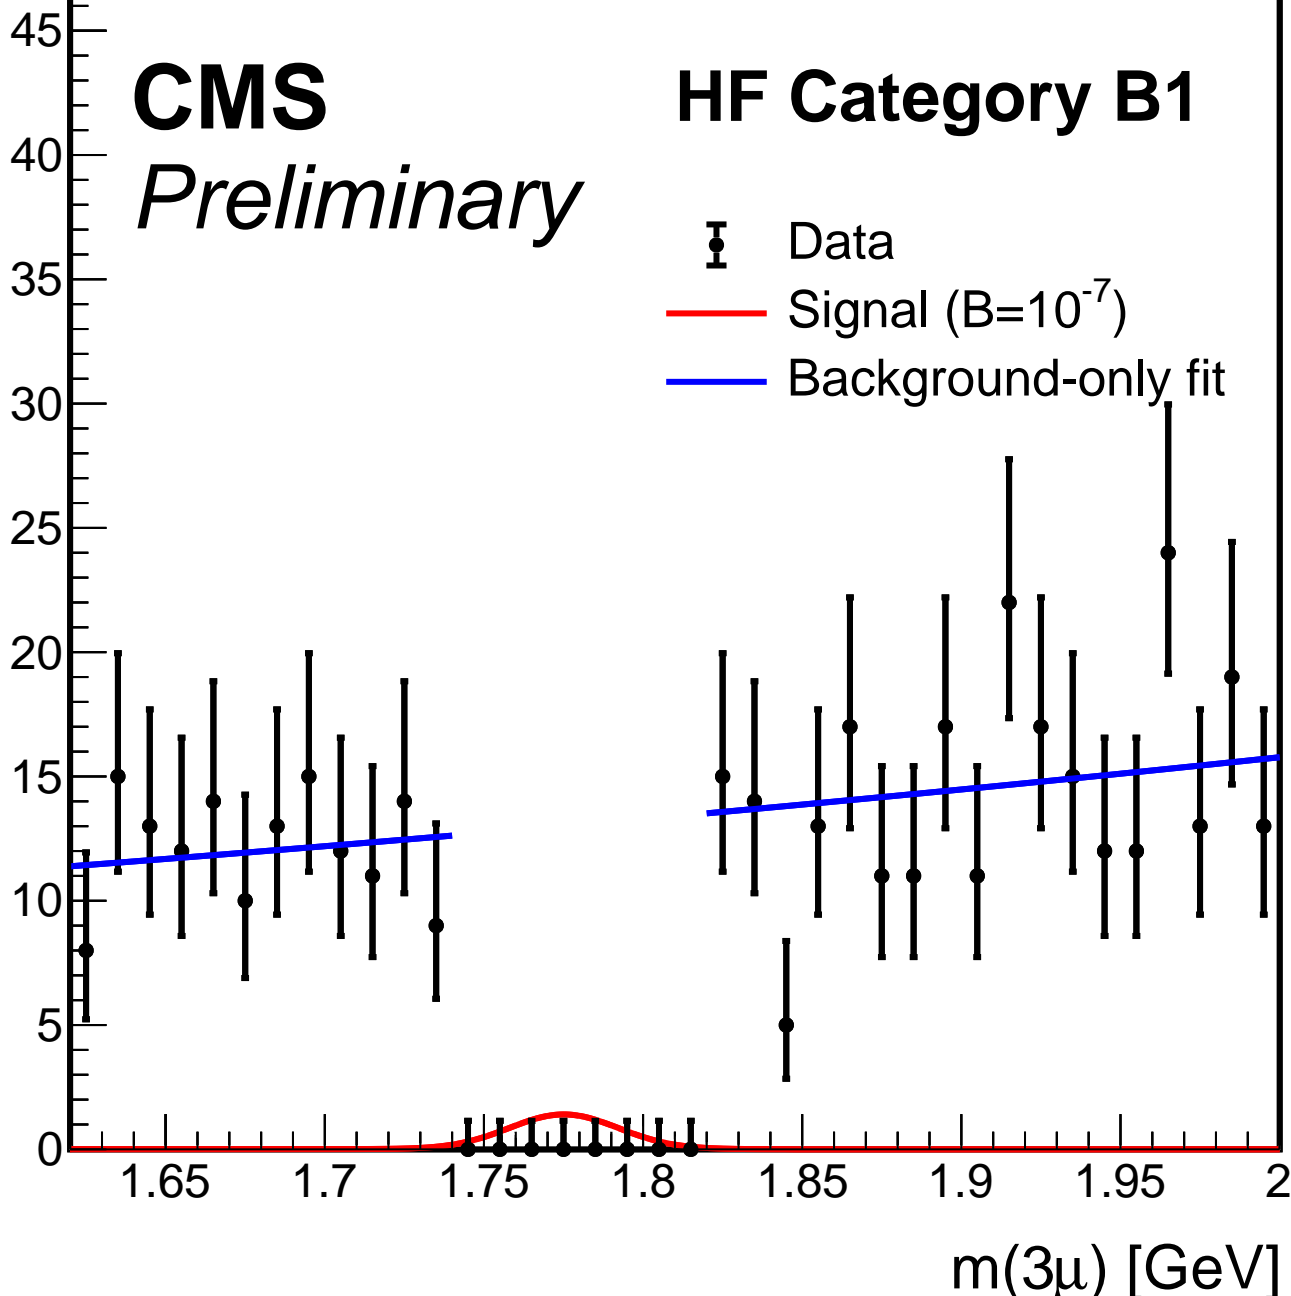 CMS
Preliminary
HF Category B1
Data
Signal (B=10⁻⁷)
Background-only fit
45
40
35
30
25
20
15
10
5
0
1.65 1.7 1.75 1.8 1.85 1.9 1.95 2
m(3μ) [GeV]